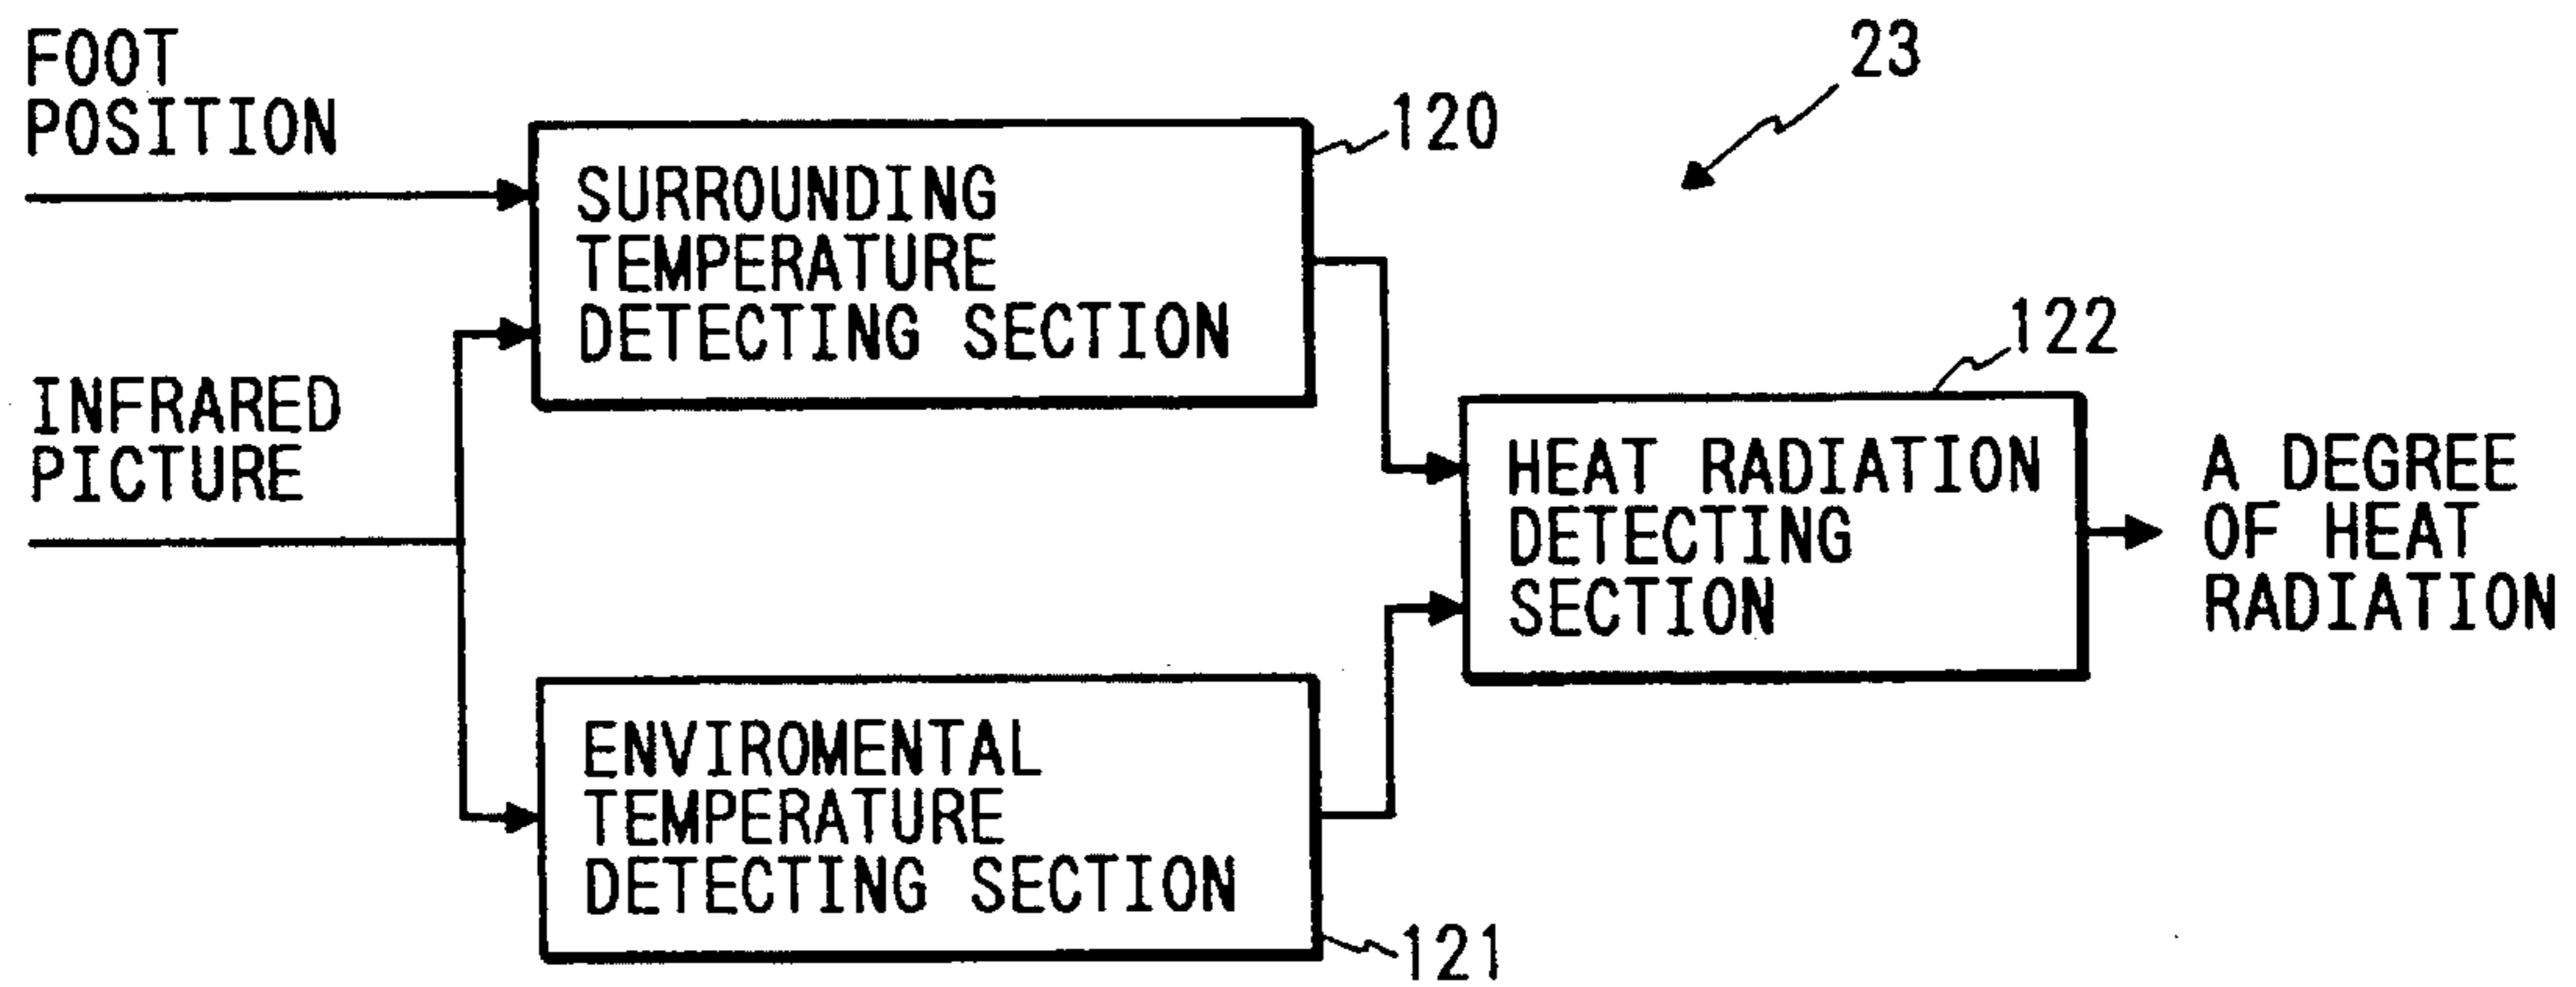 FOOT
POSITION
23
120
SURROUNDING
TEMPERATURE
DETECTING SECTION
INFRARED
PICTURE
122
HEAT RADIATION
DETECTING
SECTION
A DEGREE
OF HEAT
RADIATION
ENVIROMENTAL
TEMPERATURE
DETECTING SECTION
121